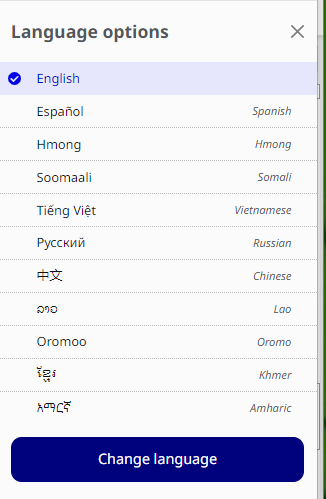 Language options
English
Español Spanish
Hmong Hmong
Soomaali Somali
Tiếng Việt Vietnamese
Русский Russian
中文 Chinese
ລາວ Lao
Oromoo Oromo
ខ្មែរ Khmer
አማርኛ Amharic
Change language